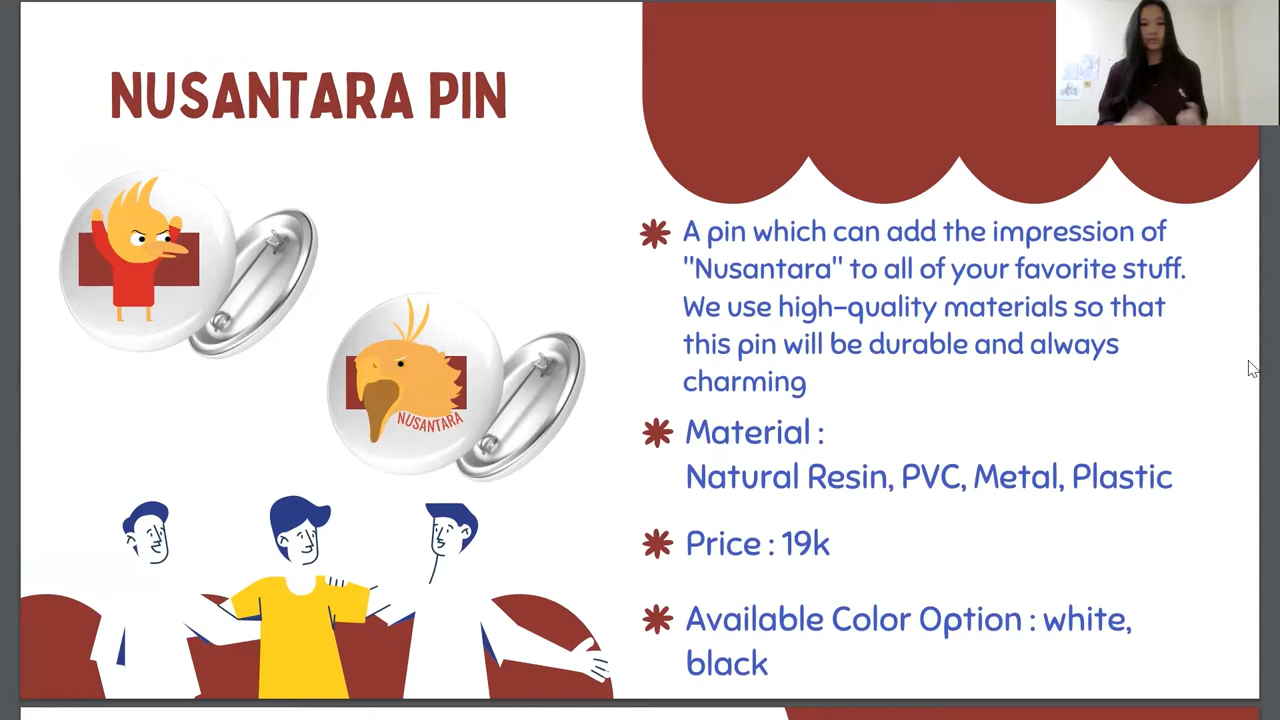 NUSANTARA PIN
NUSANTARA
A pin which can add the impression of
"Nusantara" to all of your favorite stuff.
We use high-quality materials so that
this pin will be durable and always
charming
Material :
Natural Resin, PVC, Metal, Plastic
Price : 19k
Available Color Option : white,
black